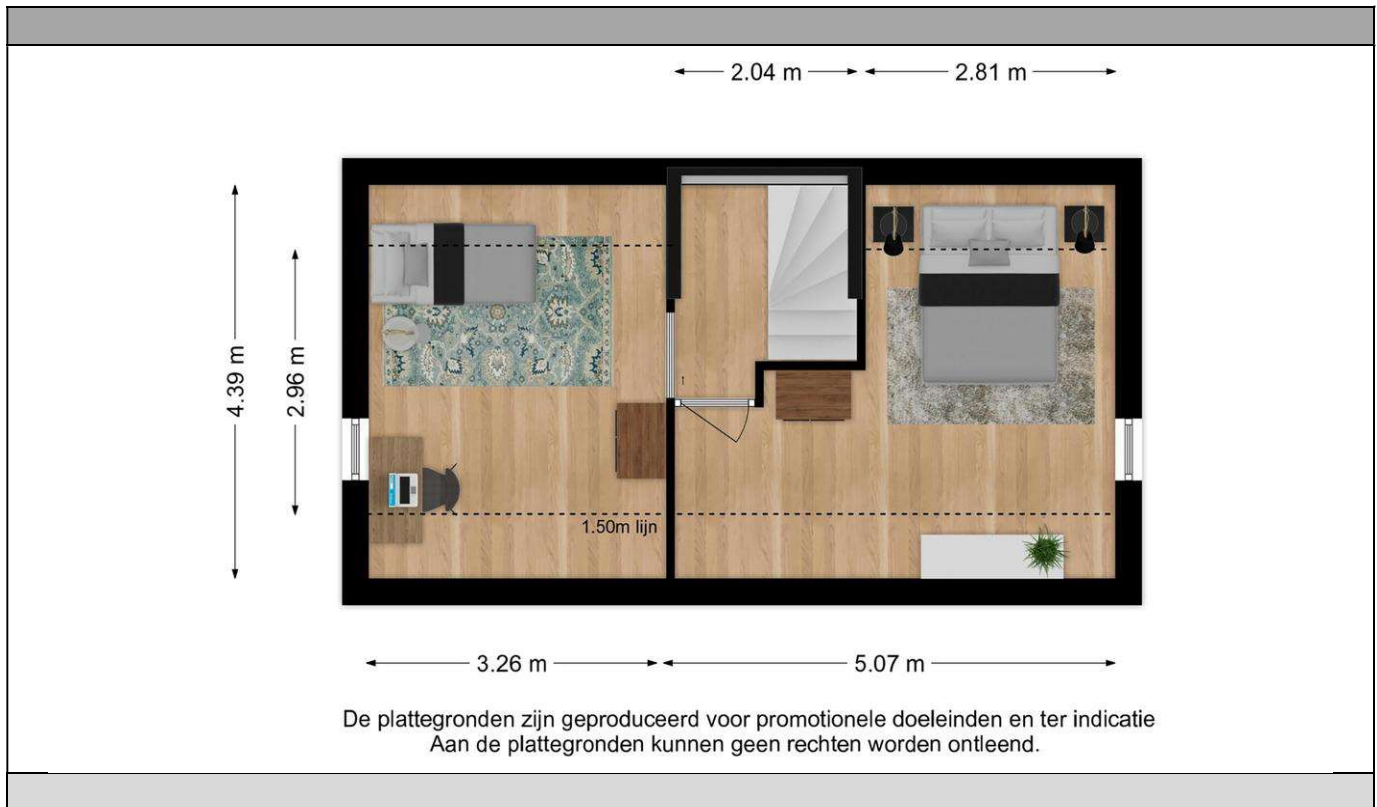 2.04 m
2.81 m
4.39 m
2.96 m
1.50m lijn
3.26 m
5.07 m
De plattegronden zijn geproduceerd voor promotionele doeleinden en ter indicatie
Aan de plattegronden kunnen geen rechten worden ontleend.